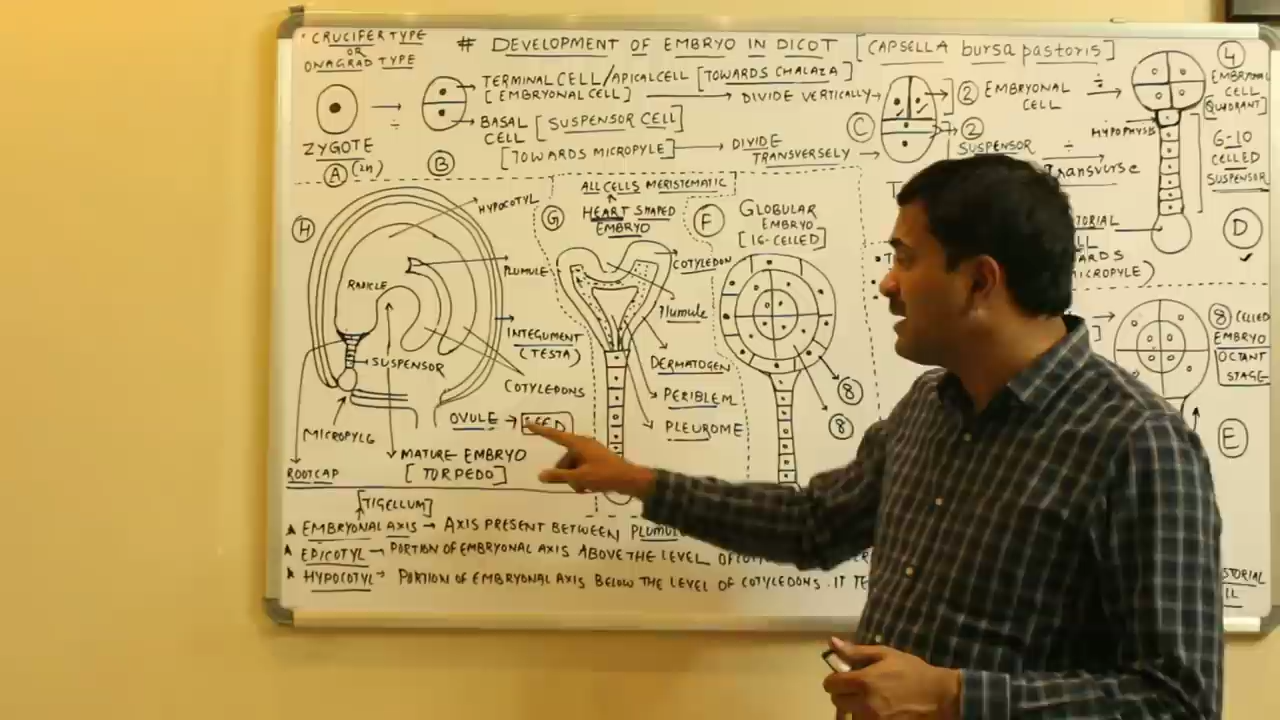 • CRUCIFER TYPE
OR
ONAGRAD TYPE
# DEVELOPMENT OF EMBRYO IN DICOT [CAPSELLA bursa pastoris]
ZYGOTE
(2n)
A
÷
B
TERMINAL CELL/APICAL CELL [TOWARDS CHALAZA]
[EMBRYONAL CELL] → DIVIDE VERTICALLY →
BASAL CELL [SUSPENSOR CELL]
[TOWARDS MICROPYLE] → DIVIDE TRANSVERSELY →
C
② EMBRYONAL CELL
÷
②
SUSPENSOR
÷
Transverse
④
EMBRYONAL
CELL
[QUADRANT]
HYPOPHYSIS
6-10
CELLED
SUSPENSOR
D
MICROPYLE)
⑧ CELLED
EMBRYO
OCTANT
STAGE
E
F
GLOBULAR
EMBRYO
[16-CELLED]
⑧
⑧
ALL CELLS MERISTEMATIC
G
HEART SHAPED
EMBRYO
COTYLEDON
Plumule
DERMATOGEN
PERIBLEM
PLEUROME
H
HYPOCOTYL
PLUMULE
RADICLE
INTEGUMENT
(TESTA)
SUSPENSOR
COTYLEDONS
OVULE →
MICROPYLG
MATURE EMBRYO
[TORPEDO]
ROOTCAP
[TIGELLUM]
EMBRYONAL AXIS → AXIS PRESENT BETWEEN
EPICOTYL → PORTION OF EMBRYONAL AXIS ABOVE THE LEVEL OF
HYPOCOTYL → PORTION OF EMBRYONAL AXIS BELOW THE LEVEL OF COTYLEDONS. IT